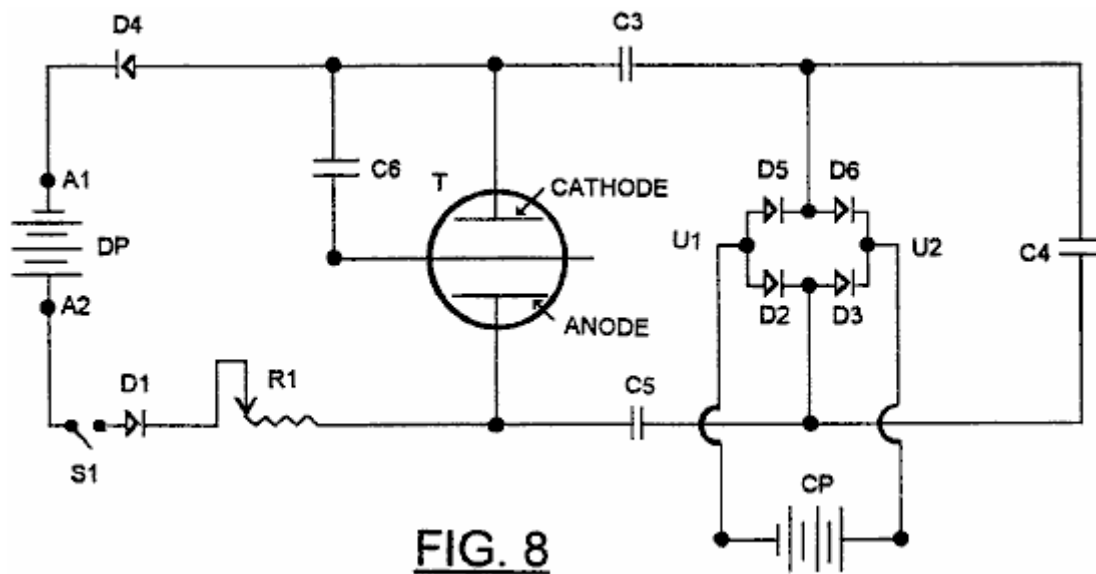 D4
C3
A1
C6
T
CATHODE
D5
D6
DP
U1
U2
C4
A2
D2
D3
ANODE
D1
R1
C5
S1
CP
FIG. 8